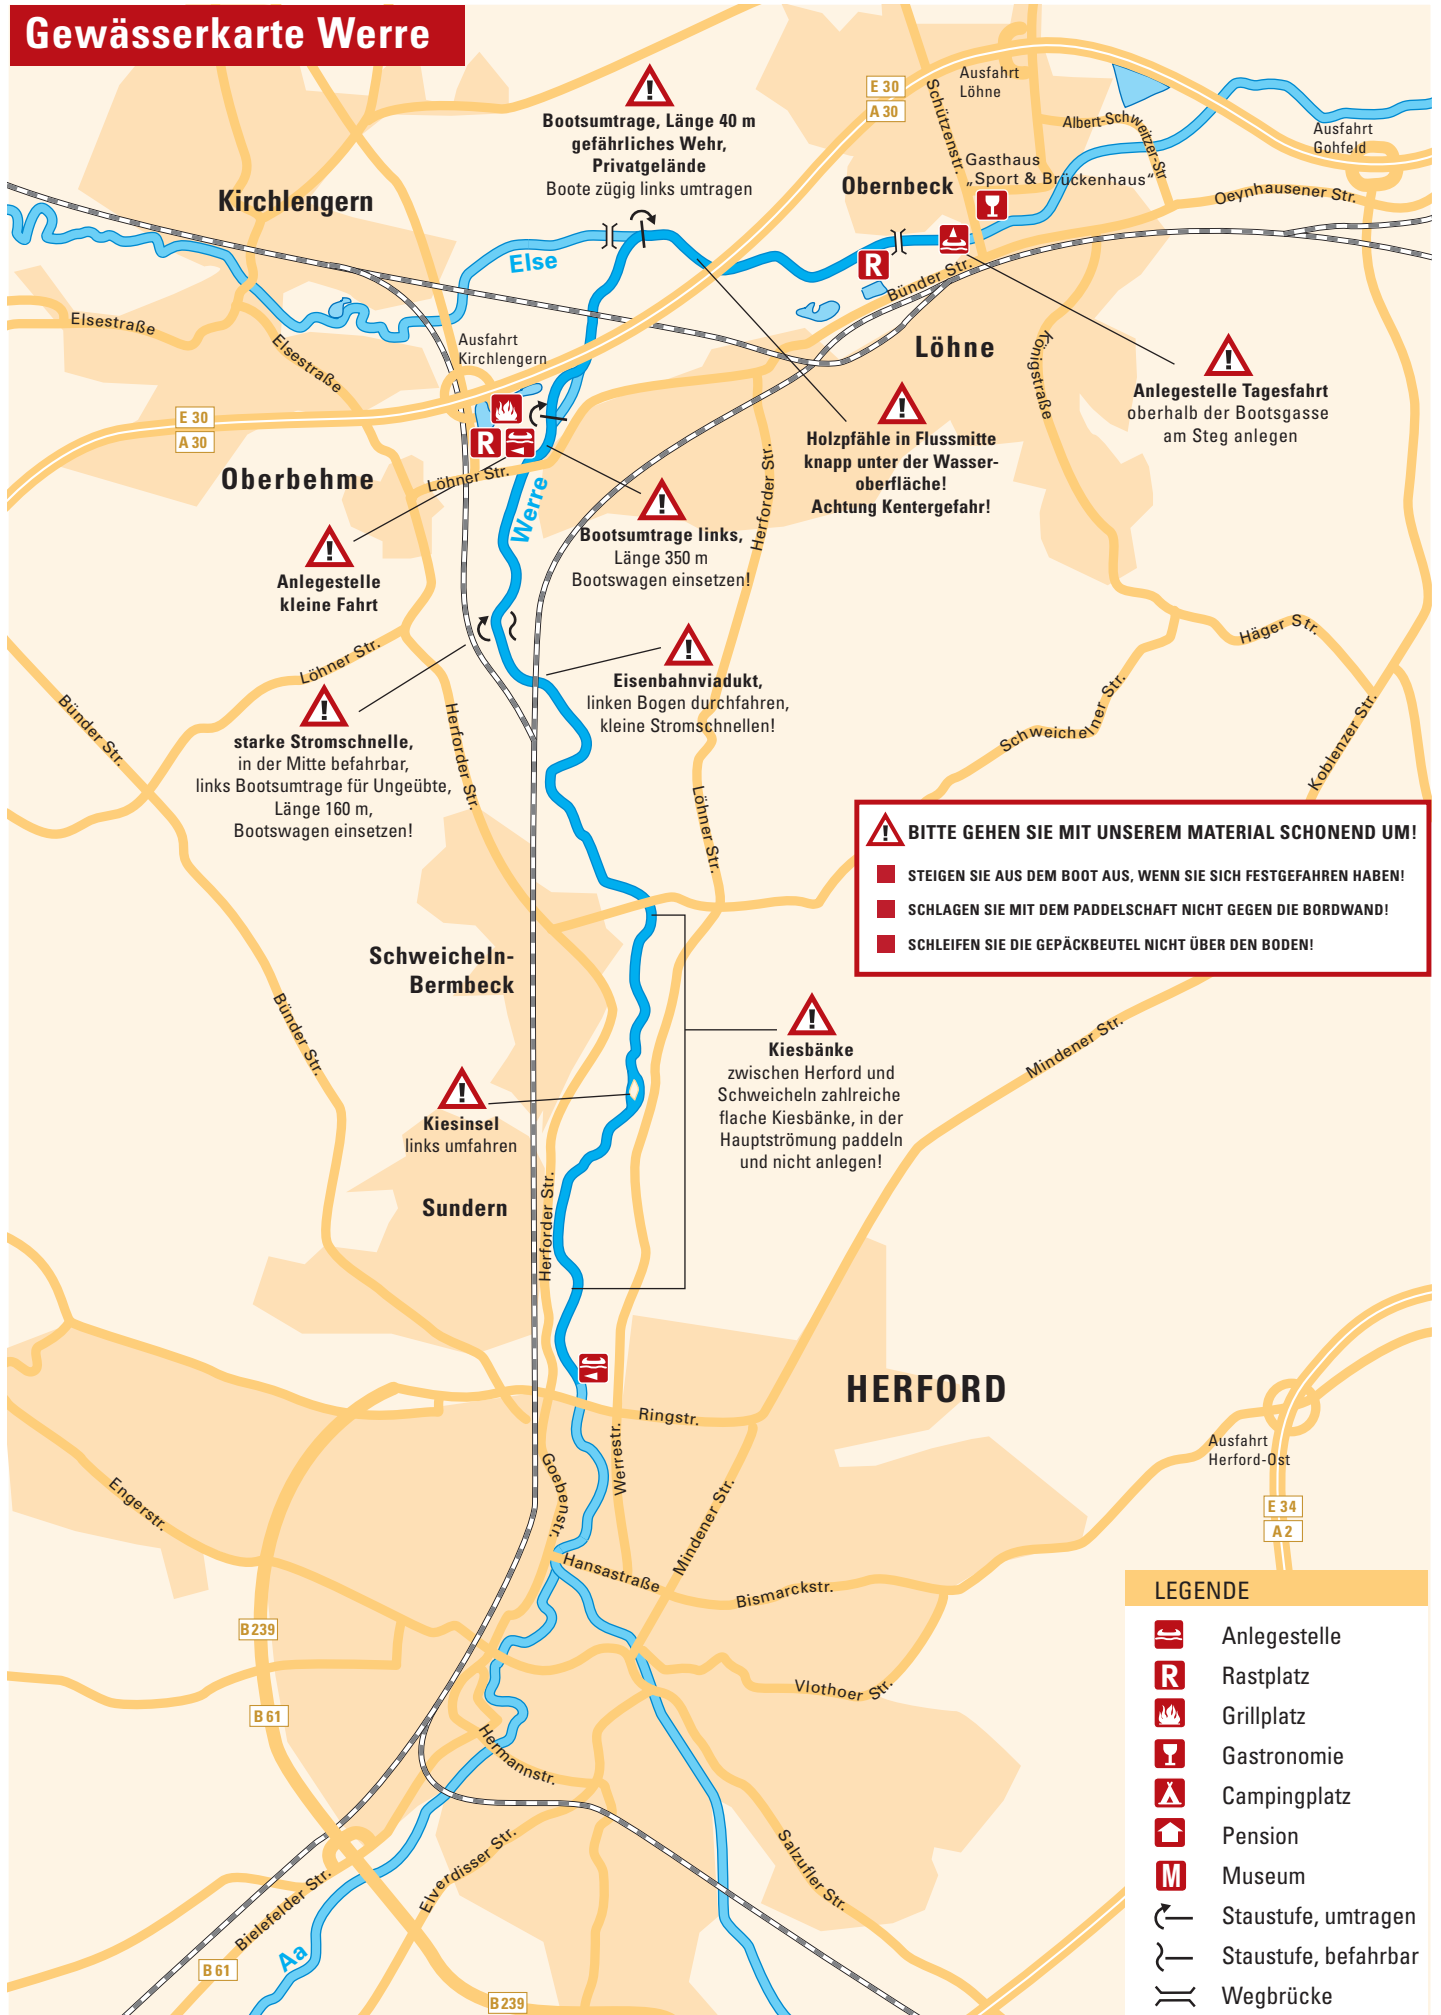 Gewässerkarte Werre
Bootsumtrage, Länge 40 m
gefährliches Wehr,
Privatgelände
Boote zügig links umtragen
E 30
A 30
Ausfahrt
Löhne
Schützenstr.
Albert-Schweitzer-Str
Ausfahrt
Gohfeld
Gasthaus
„Sport & Brückenhaus“
Obernbeck
Oeynhausener Str.
Kirchlengern
Else
R
Bünder Str.
Elsestraße
Elsestraße
Ausfahrt
Kirchlengern
Löhne
Königstraße
Anlegestelle Tagesfahrt
oberhalb der Bootsgasse
am Steg anlegen
E 30
A 30
Holzpfähle in Flussmitte
knapp unter der Wasser-
oberfläche!
Achtung Kentergefahr!
R
Oberbehme
Löhner Str.
Werre
Herforder Str.
Bootsumtrage links,
Länge 350 m
Bootswagen einsetzen!
Anlegestelle
kleine Fahrt
Häger Str.
Löhner Str.
Eisenbahnviadukt,
linken Bogen durchfahren,
kleine Stromschnellen!
Bünder Str.
Herforder Str.
Schweichelner Str.
Koblenzer Str.
starke Stromschnelle,
in der Mitte befahrbar,
links Bootsumtrage für Ungeübte,
Länge 160 m,
Bootswagen einsetzen!
Löhner Str.
BITTE GEHEN SIE MIT UNSEREM MATERIAL SCHONEND UM!
STEIGEN SIE AUS DEM BOOT AUS, WENN SIE SICH FESTGEFAHREN HABEN!
SCHLAGEN SIE MIT DEM PADDELSCHAFT NICHT GEGEN DIE BORDWAND!
SCHLEIFEN SIE DIE GEPÄCKBEUTEL NICHT ÜBER DEN BODEN!
Schweicheln-
Bermbeck
Bünder Str.
Mindener Str.
Kiesbänke
zwischen Herford und
Schweicheln zahlreiche
flache Kiesbänke, in der
Hauptströmung paddeln
und nicht anlegen!
Kiesinsel
links umfahren
Sundern
Herforder Str.
HERFORD
Ringstr.
Werrestr.
Goebenstr.
Mindener Str.
Engerstr.
Ausfahrt
Herford-Ost
E 34
A 2
Hansastraße
Bismarckstr.
B 239
Vlothoer Str.
B 61
Hermannstr.
Salzufler Str.
Elverdisser Str.
Bielefelder Str.
Aa
B 61
B 239
LEGENDE
Anlegestelle
R Rastplatz
Grillplatz
Gastronomie
Campingplatz
Pension
M Museum
Staustufe, umtragen
Staustufe, befahrbar
Wegbrücke